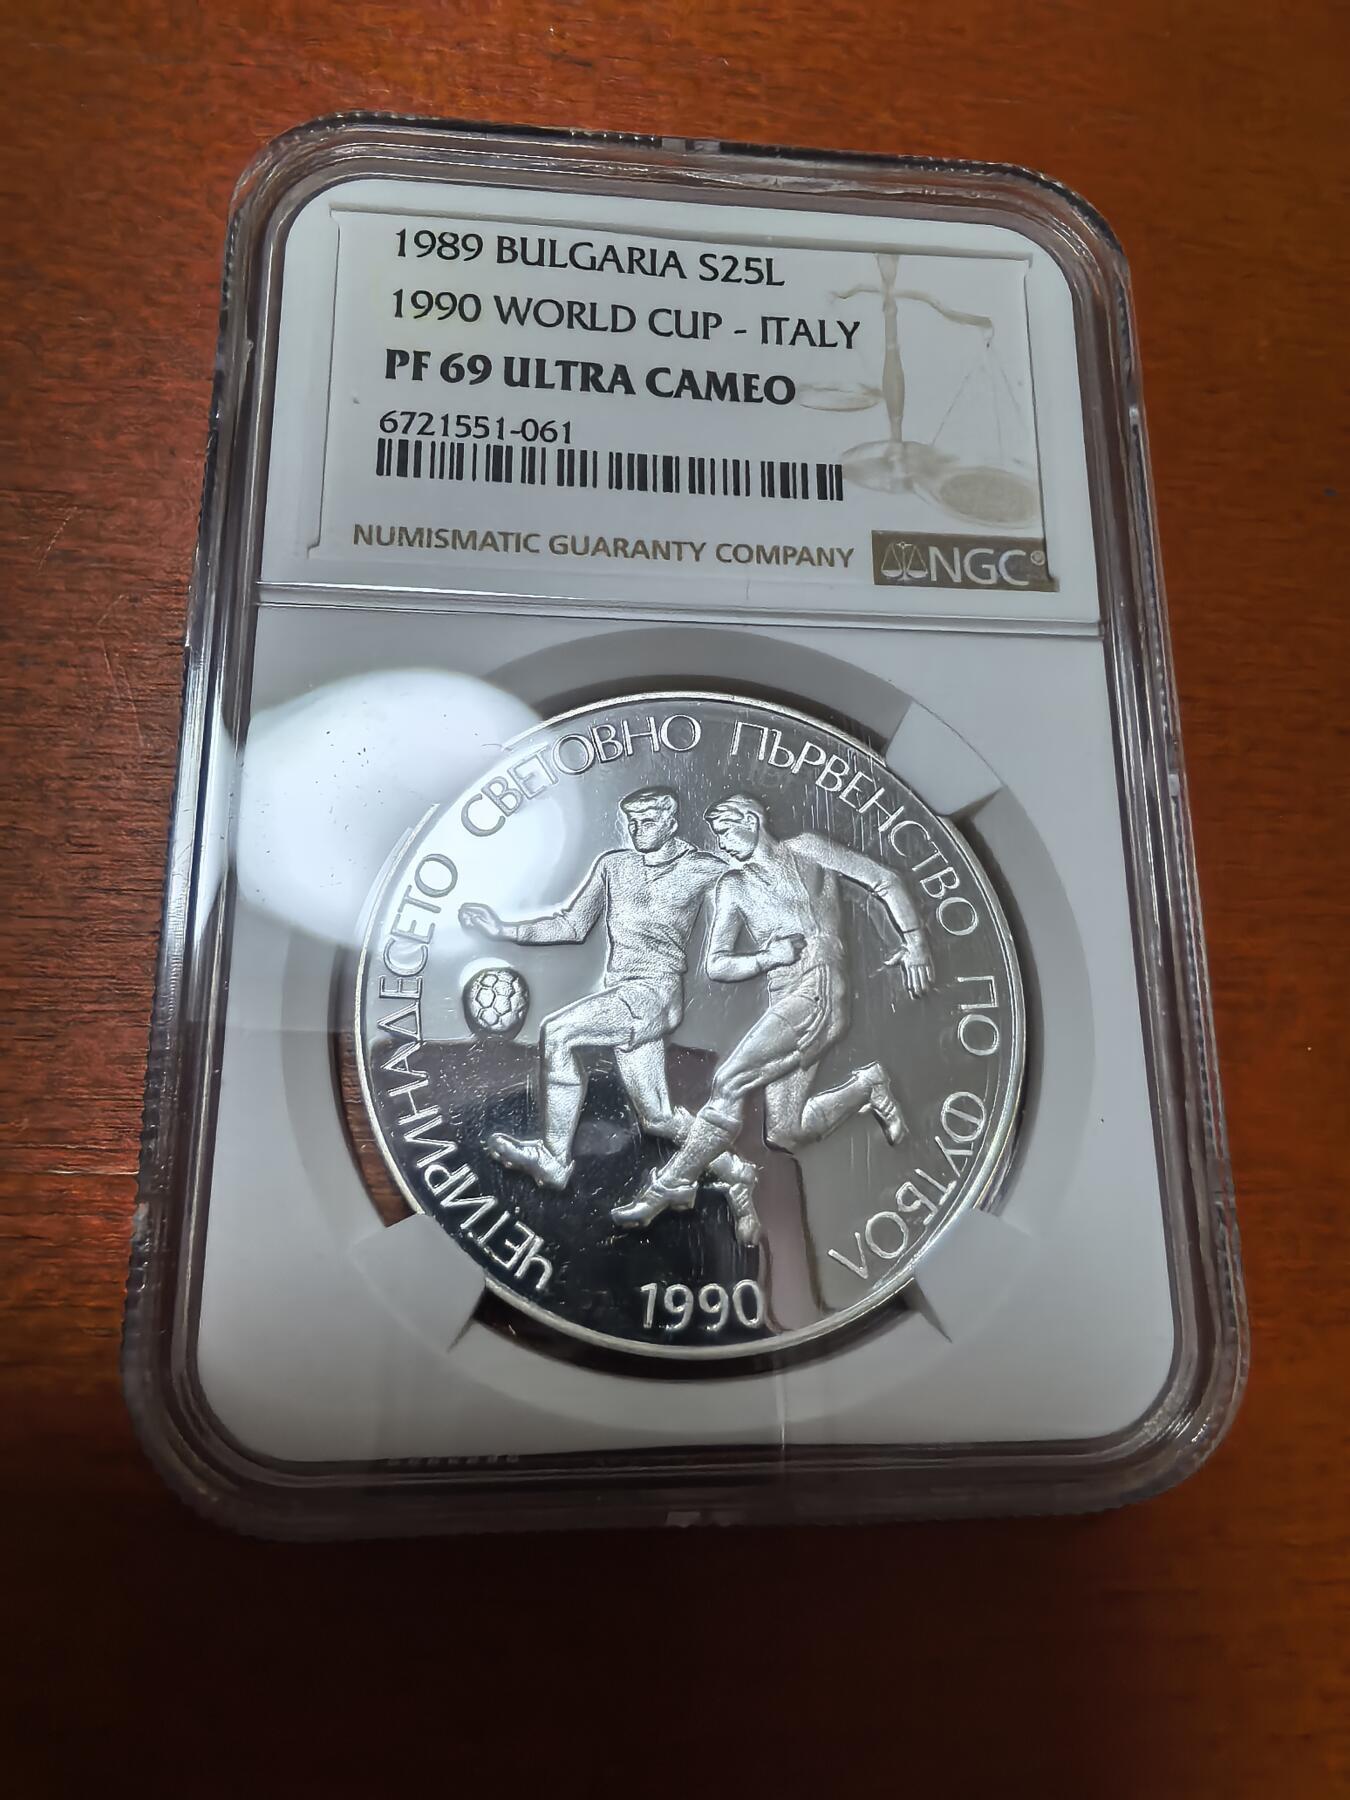 1989 BULGARIA S25L
1990 WORLD CUP - ITALY
PF 69 ULTRA CAMEO
6721551-061
NUMISMATIC GUARANTY COMPANY
NGC®
ЧЕТИРИНАДЕСЕТО СВЕТОВНО ПЪРВЕНСТВО ПО ФУТБОЛ
1990